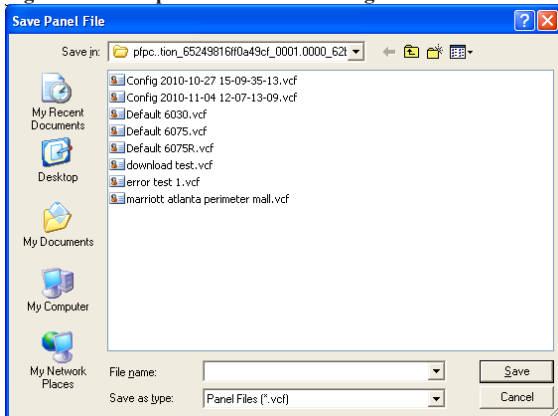 Save Panel File
Save in:
pfpc..tion_65249816ff0a49cf_0001.0000_62
My Recent Documents
Desktop
My Documents
My Computer
My Network Places
Config 2010-10-27 15-09-35-13.vcf
Config 2010-11-04 12-07-13-09.vcf
Default 6030.vcf
Default 6075.vcf
Default 6075R.vcf
download test.vcf
error test 1.vcf
marriott atlanta perimeter mall.vcf
File name:
Save
Save as type:
Panel Files (*.vcf)
Cancel